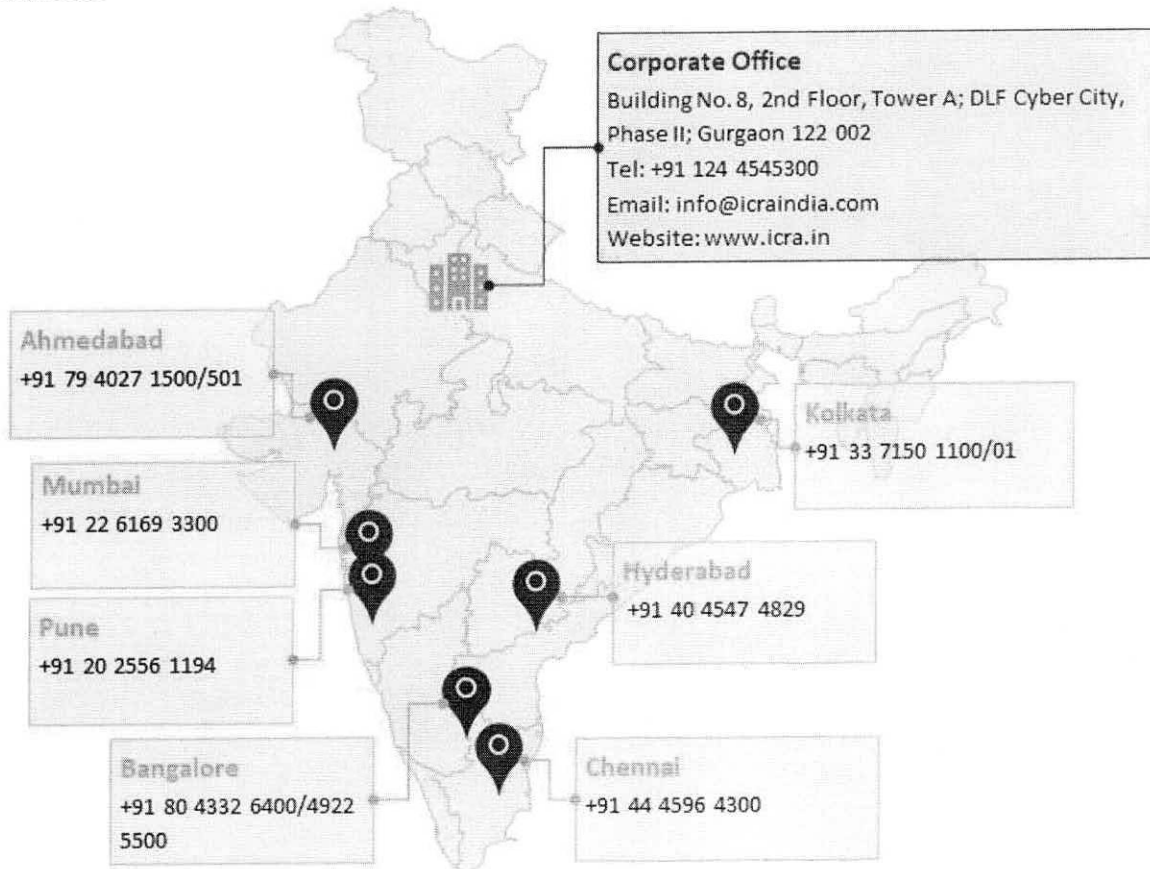 Corporate Office
Building No. 8, 2nd Floor, Tower A; DLF Cyber City,
Phase II; Gurgaon 122 002
Tel: +91 124 4545300
Email: info@icraindia.com
Website: www.icra.in
Ahmedabad
+91 79 4027 1500/501
Kolkata
+91 33 7150 1100/01
Mumbai
+91 22 6169 3300
Hyderabad
+91 40 4547 4829
Pune
+91 20 2556 1194
Bangalore
+91 80 4332 6400/4922
5500
Chennai
+91 44 4596 4300